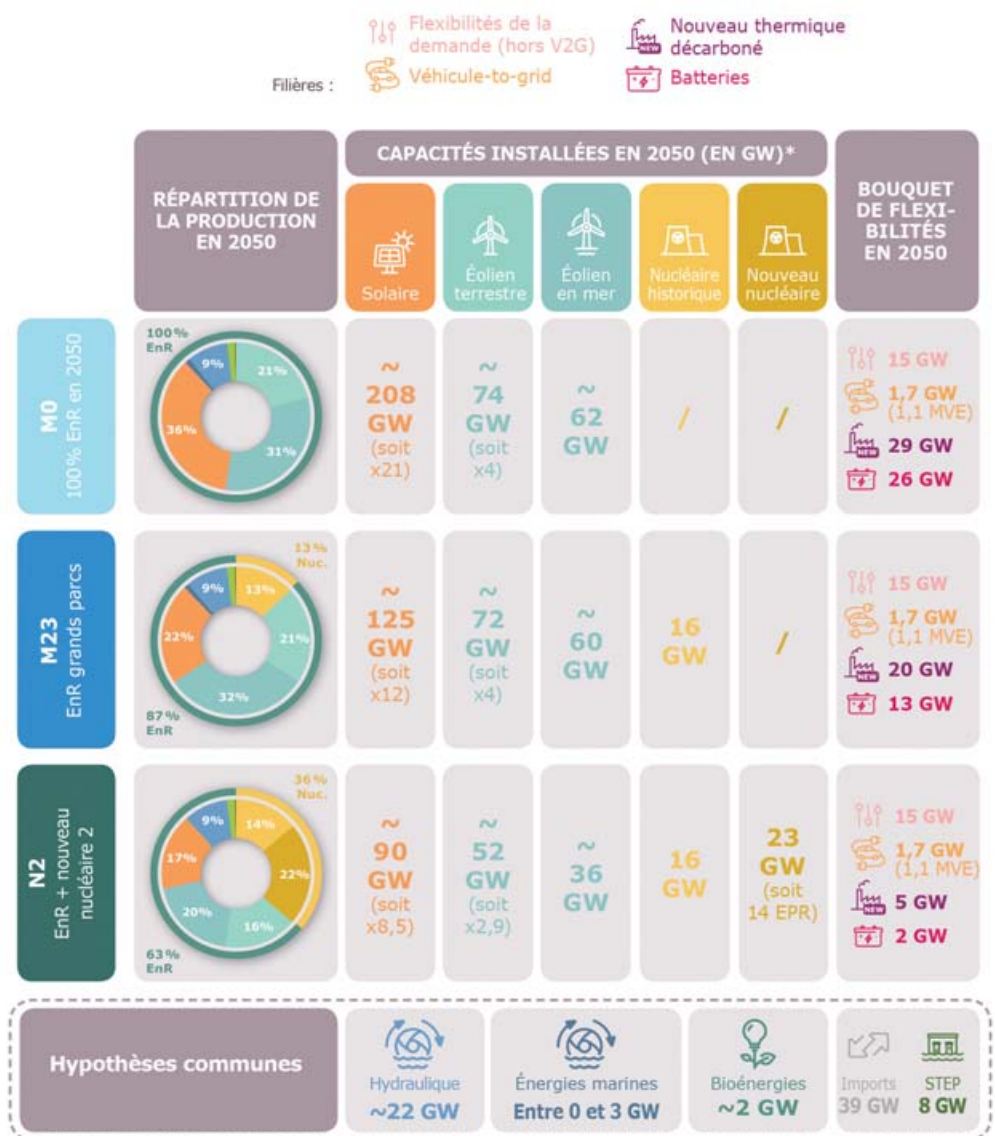 Filières :
Flexibilités de la
demande (hors V2G)
Véhicule-to-grid
Nouveau thermique
décarboné
Batteries
NEW
RÉPARTITION DE
LA PRODUCTION
EN 2050
CAPACITÉS INSTALLÉES EN 2050 (EN GW)*
Solaire
Éolien
terrestre
Éolien
en mer
Nucléaire
historique
Nouveau
nucléaire
BOUQUET
DE FLEXI-
BILITÉS
EN 2050
M0
100% EnR en 2050
100%
EnR
9%
21%
36%
31%
~
208
GW
(soit
x21)
~
74
GW
(soit
x4)
~
62
GW
/
/
15 GW
1,7 GW
(1,1 MVE)
NEW
29 GW
26 GW
M23
EnR grands parcs
13%
Nuc.
9%
13%
22%
21%
32%
87%
EnR
~
125
GW
(soit
x12)
~
72
GW
(soit
x4)
~
60
GW
16
GW
/
15 GW
1,7 GW
(1,1 MVE)
NEW
20 GW
13 GW
N2
EnR + nouveau
nucléaire 2
36%
Nuc.
9%
14%
17%
22%
20%
16%
63%
EnR
~
90
GW
(soit
x8,5)
~
52
GW
(soit
x2,9)
~
36
GW
16
GW
23
GW
(soit
14 EPR)
15 GW
1,7 GW
(1,1 MVE)
NEW
5 GW
2 GW
Hypothèses communes
Hydraulique
~22 GW
Énergies marines
Entre 0 et 3 GW
Bioénergies
~2 GW
Imports
39 GW
STEP
8 GW